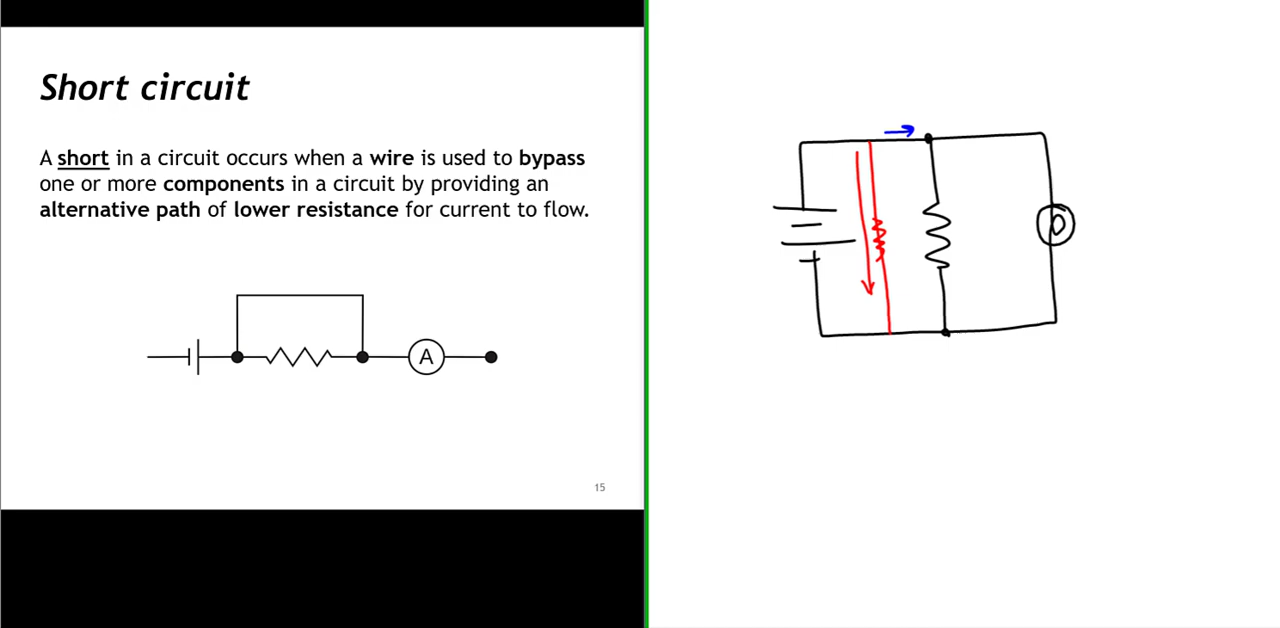 Short circuit
A short in a circuit occurs when a wire is used to bypass
one or more components in a circuit by providing an
alternative path of lower resistance for current to flow.
A
15